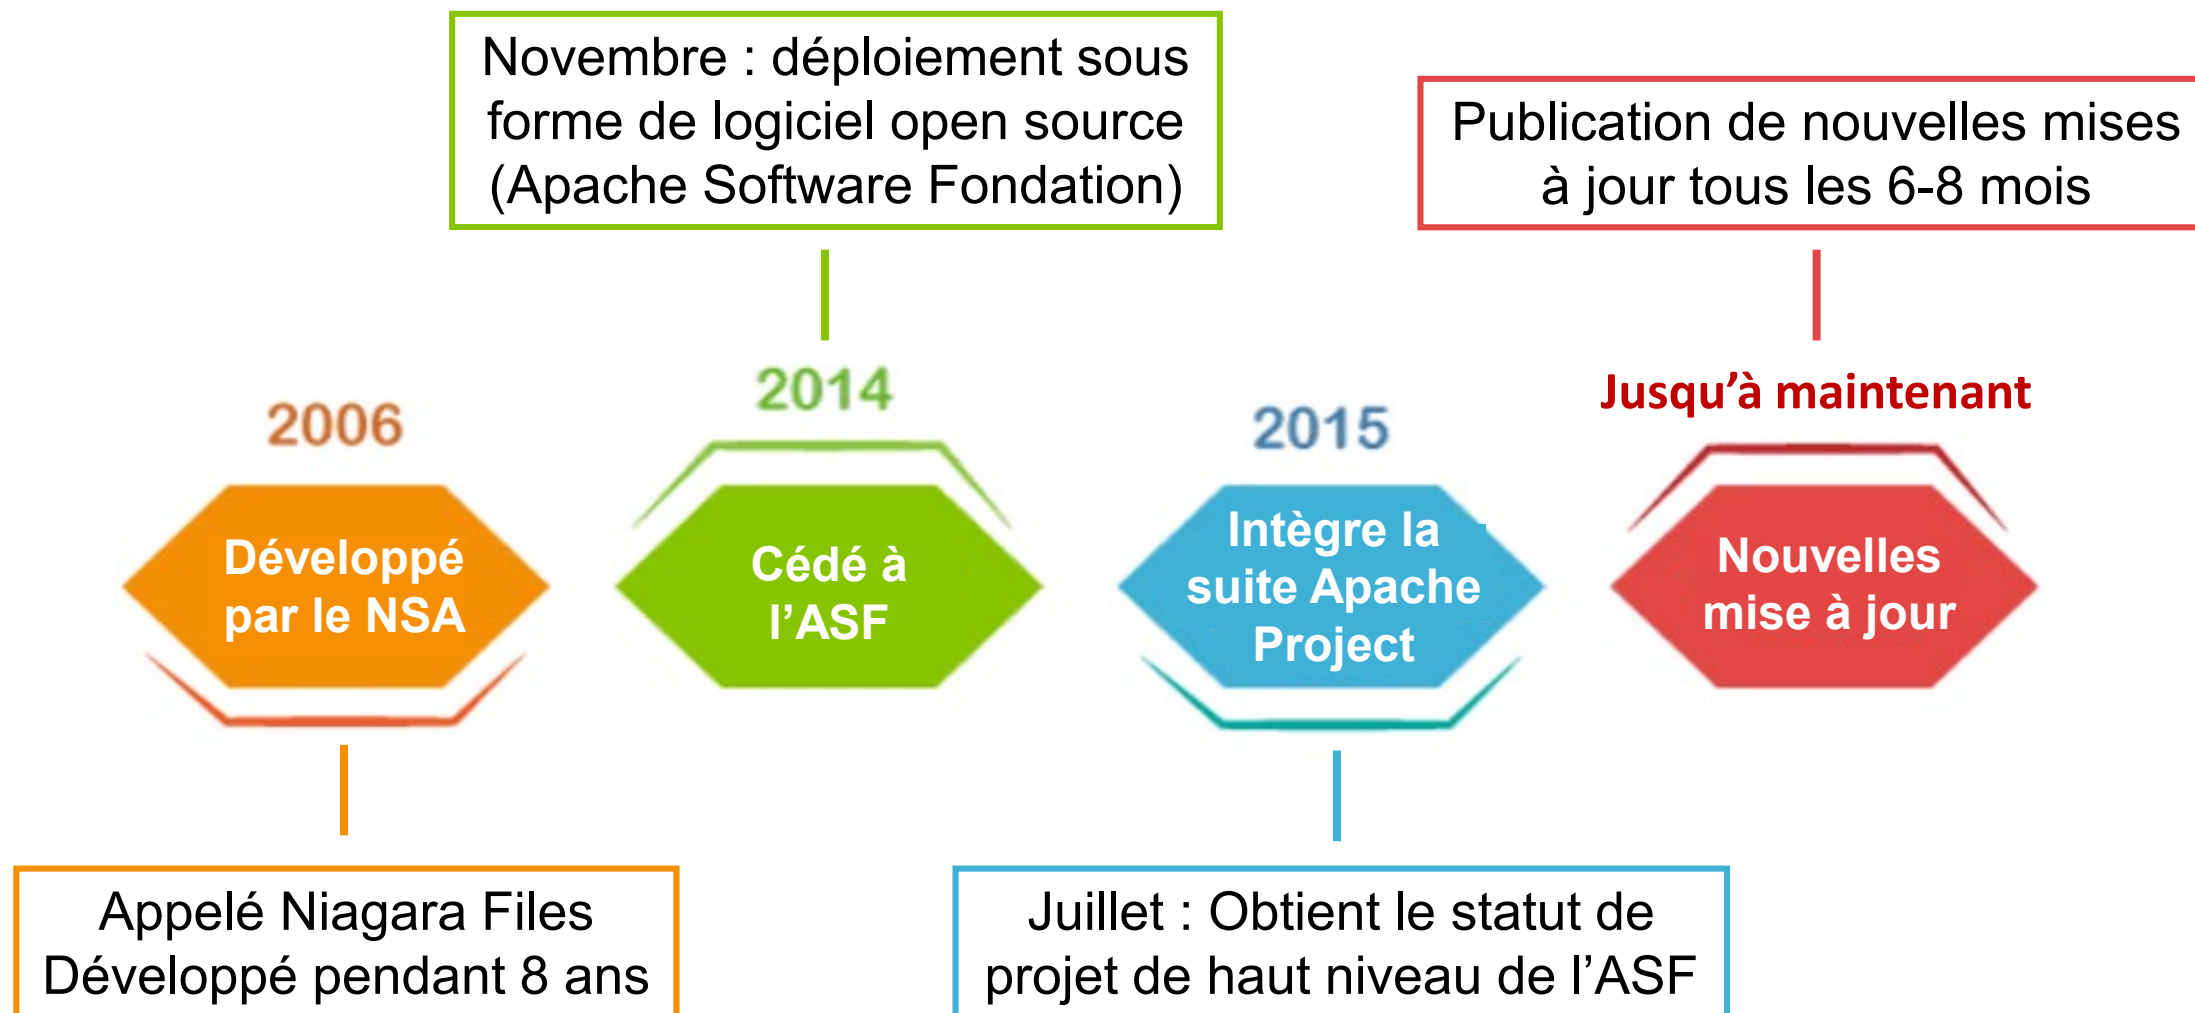 Novembre : déploiement sous
forme de logiciel open source
(Apache Software Fondation)
Publication de nouvelles mises
à jour tous les 6-8 mois
2006
2014
2015
Jusqu’à maintenant
Développé
par le NSA
Cédé à
l’ASF
Intègre la
suite Apache
Project
Nouvelles
mise à jour
Appelé Niagara Files
Développé pendant 8 ans
Juillet : Obtient le statut de
projet de haut niveau de l’ASF